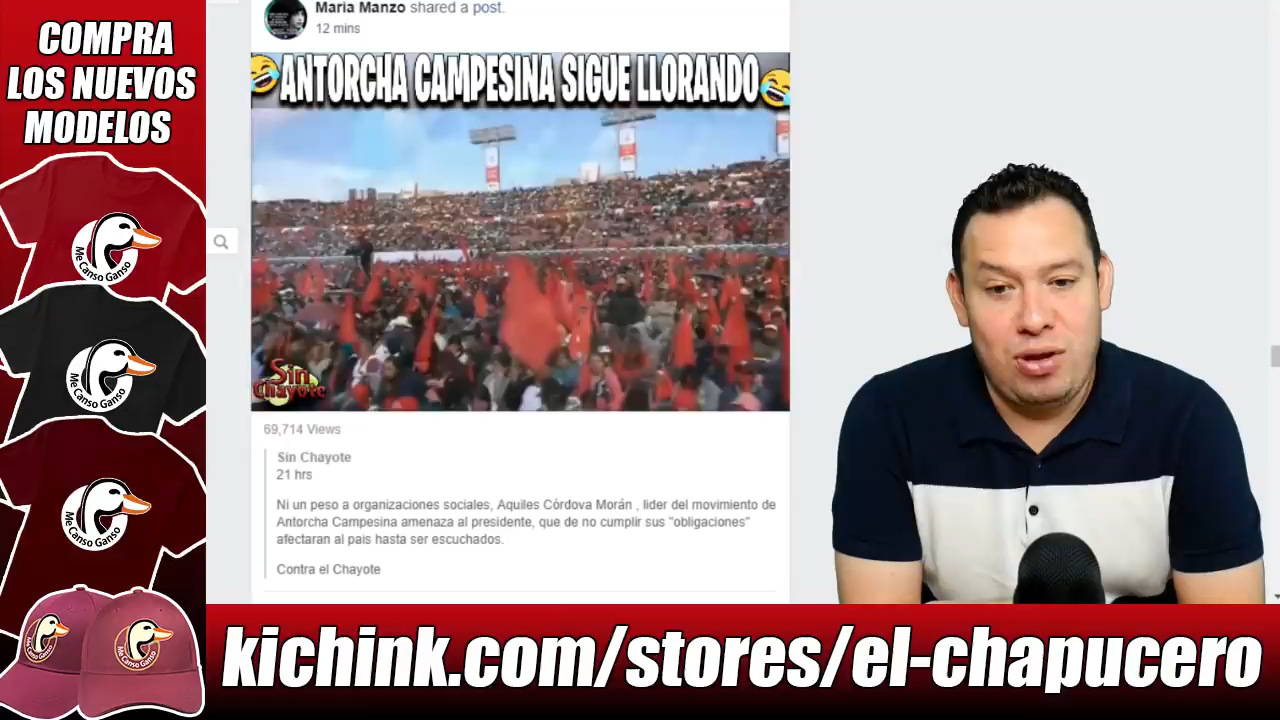 COMPRA
LOS NUEVOS
MODELOS
Me Canso Ganso
Me Canso Ganso
Me Canso Ganso
Me Canso Ganso
Me Canso Ganso
Maria Manzo shared a post.
12 mins
ANTORCHA CAMPESINA SIGUE LLORANDO
Sin
Chayote
69,714 Views
Sin Chayote
21 hrs
Ni un peso a organizaciones sociales, Aquiles Córdova Morán , lider del movimiento de
Antorcha Campesina amenaza al presidente, que de no cumplir sus "obligaciones"
afectaran al pais hasta ser escuchados.
Contra el Chayote
kichink.com/stores/el-chapucero